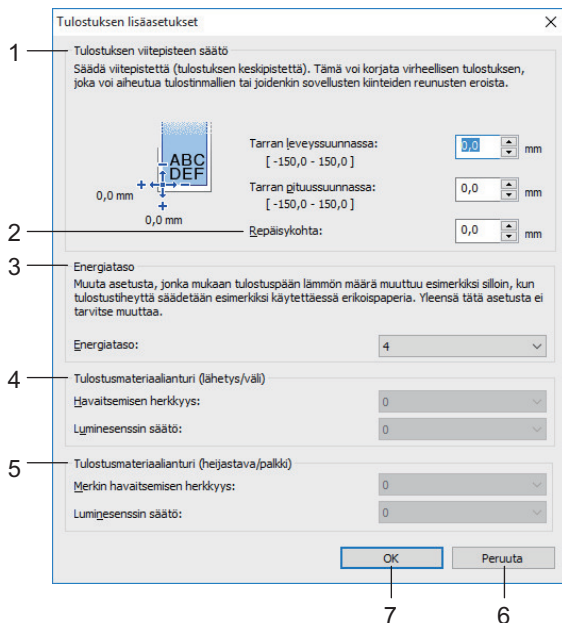 Tulostuksen lisäasetukset
1
Tulostuksen viitepisteen säätö
Säädä viitepistettä (tulostuksen keskipistettä). Tämä voi korjata virheellisen tulostuksen,
joka voi aiheutua tulostinmallien tai joidenkin sovellusten kiinteiden reunusten eroista.
ABC
DEF
0,0 mm
0,0 mm
Tarran leveyssuunnassa:
[ -150,0 - 150,0 ]
0,0 mm
Tarran pituussuunnassa:
[ -150,0 - 150,0 ]
0,0 mm
2
Repäisykohta:
0,0 mm
3
Energiataso
Muuta asetusta, jonka mukaan tulostuspään lämmön määrä muuttuu esimerkiksi silloin, kun
tulostustiheyttä säädetään esimerkiksi käytettäessä erikoispaperia. Yleensä tätä asetusta ei
tarvitse muuttaa.
Energiataso:
4
4
Tulostusmateriaalianturi (lähetys/väli)
Havaitsemisen herkkyys:
0
Luminesenssin säätö:
0
5
Tulostusmateriaalianturi (heijastava/palkki)
Merkin havaitsemisen herkkyys:
0
Luminesenssin säätö:
0
OK
Peruuta
7
6